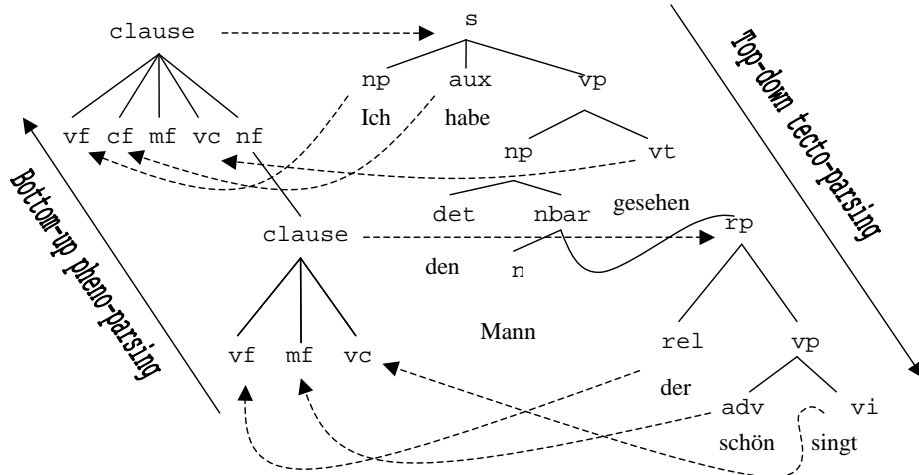 s
clause
Top-down tecto-parsing
np aux vp
Ich habe
vf cf mf vc nf
np vt
Bottom-up pheno-parsing
det nbar gesehen rp
clause
den n
Mann
vf mf vc
rel vp
der
adv vi
schön singt